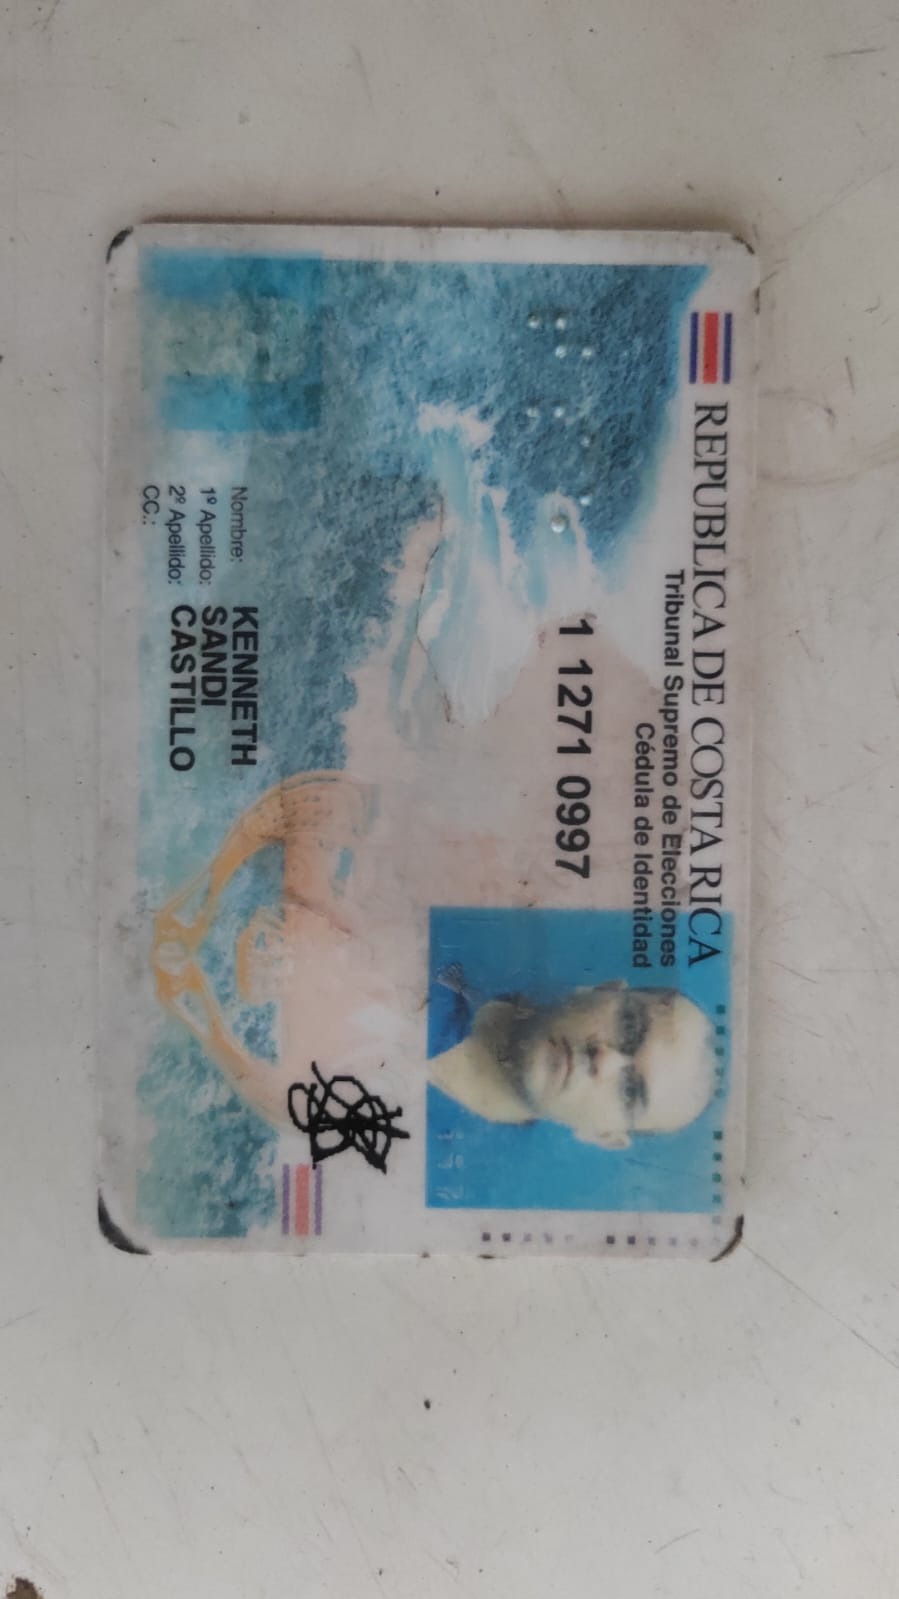 REPUBLICA DE COSTA RICA
Tribunal Supremo de Elecciones
Cédula de Identidad
1 1271 0997
Nombre: KENNETH
1º Apellido: SANDI
2º Apellido: CASTILLO
CC.: